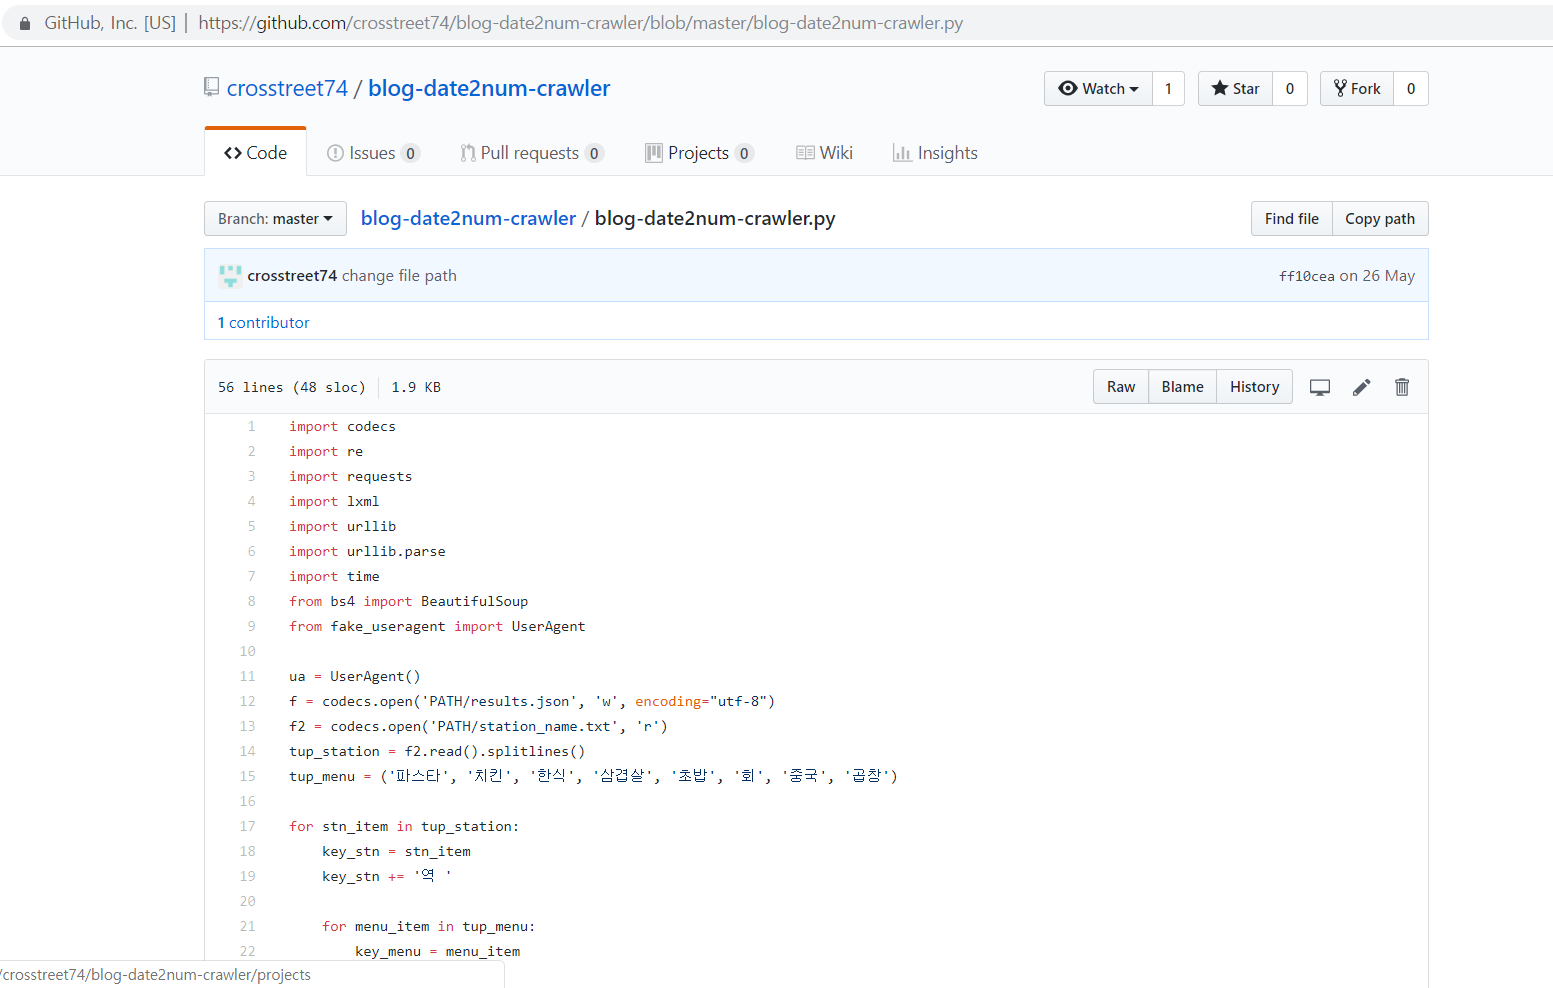 GitHub, Inc. [US] | https://github.com/crosstreet74/blog-date2num-crawler/blob/master/blog-date2num-crawler.py
crosstreet74 / blog-date2num-crawler
Watch 1 Star 0 Fork 0
Code Issues 0 Pull requests 0 Projects 0 Wiki Insights
Branch: master blog-date2num-crawler / blog-date2num-crawler.py Find file Copy path
crosstreet74 change file path ff10cea on 26 May
1 contributor
56 lines (48 sloc) 1.9 KB Raw Blame History
1 import codecs
2 import re
3 import requests
4 import lxml
5 import urllib
6 import urllib.parse
7 import time
8 from bs4 import BeautifulSoup
9 from fake_useragent import UserAgent
10
11 ua = UserAgent()
12 f = codecs.open('PATH/results.json', 'w', encoding="utf-8")
13 f2 = codecs.open('PATH/station_name.txt', 'r')
14 tup_station = f2.read().splitlines()
15 tup_menu = ('파스타', '치킨', '한식', '삼겹살', '초밥', '회', '중국', '곱창')
16
17 for stn_item in tup_station:
18 key_stn = stn_item
19 key_stn += '역 '
20
21 for menu_item in tup_menu:
22 key_menu = menu_item
/crosstreet74/blog-date2num-crawler/projects